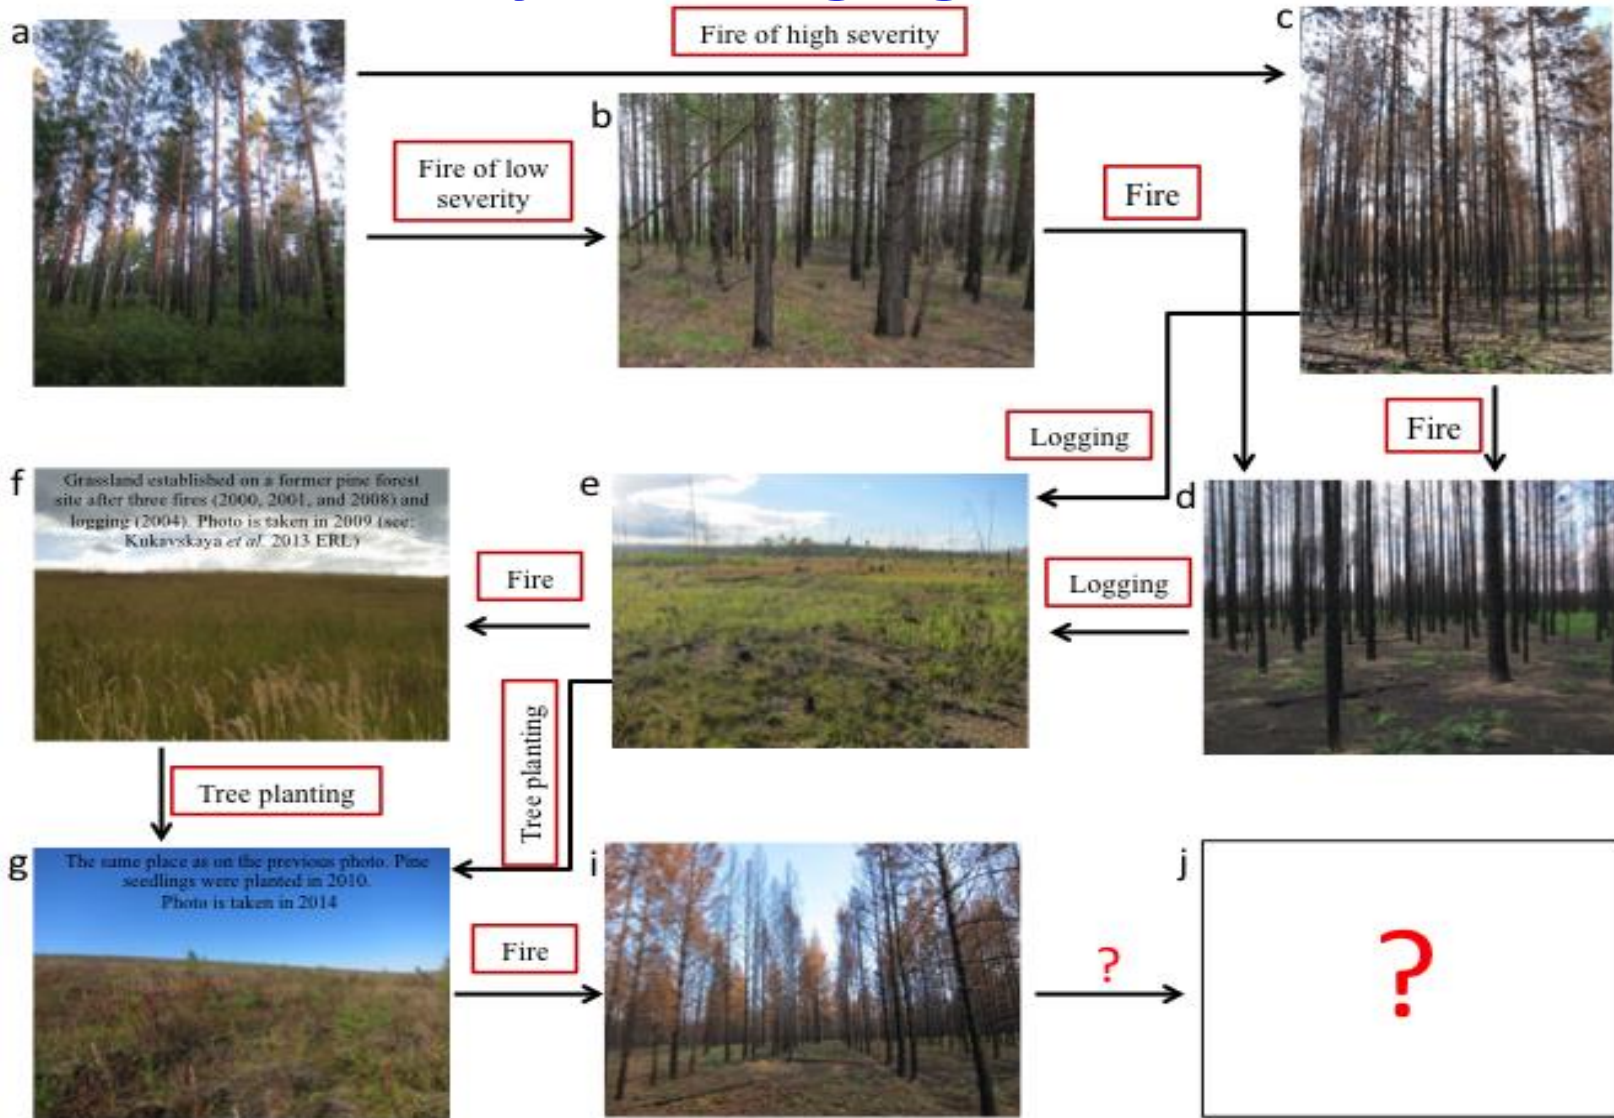 a
Fire of high severity
c
b
Fire of low
severity
Fire
Logging
Fire
f
Grassland established on a former pine forest
site after three fires (2000, 2001, and 2008) and
logging (2004). Photo is taken in 2009 (see:
Kukavskaya et al. 2013 ERL)
e
d
Fire
Logging
Tree planting
Tree planting
g
The same place as on the previous photo. Pine
seedlings were planted in 2010.
Photo is taken in 2014
i
j
Fire
?
?